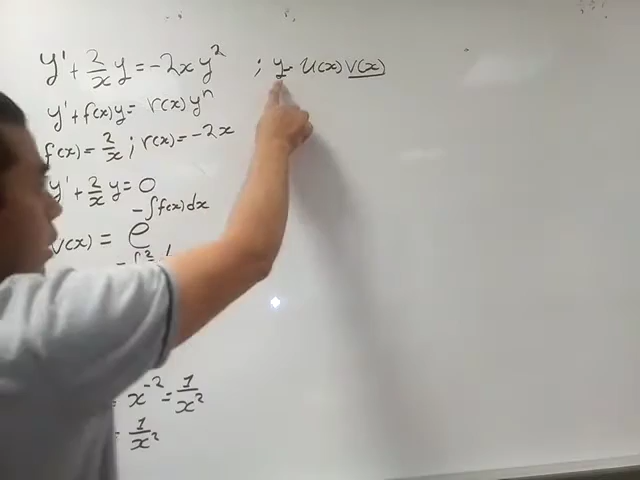 y' + 2/x y = -2x y² ; y = u(x) v(x)
y' + f(x)y = r(x) yⁿ
f(x) = 2/x ; r(x) = -2x
y' + 2/x y = 0
v(x) = e^(-∫f(x)dx)
= x⁻² = 1/x²
= 1/x²